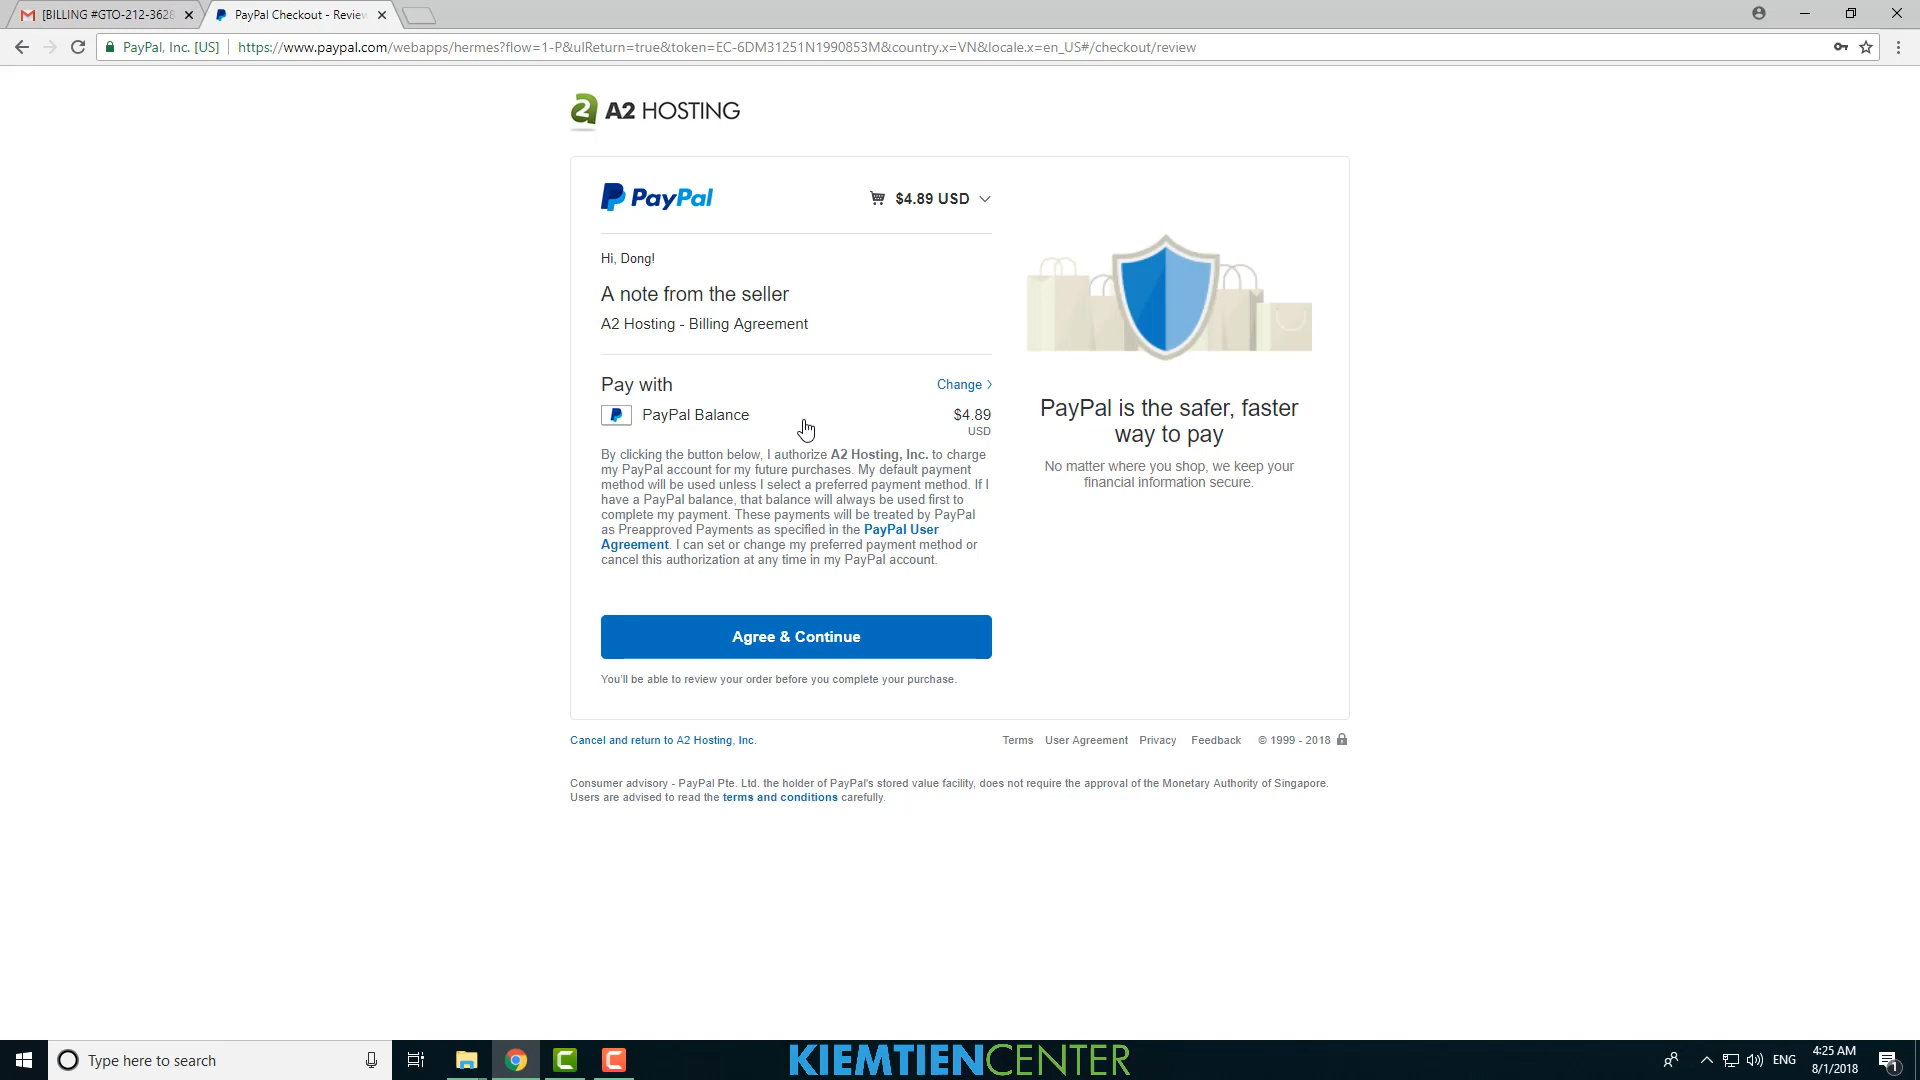 [BILLING #GTO-212-3628
PayPal Checkout - Review
PayPal, Inc. [US]
https://www.paypal.com/webapps/hermes?flow=1-P&ulReturn=true&token=EC-6DM31251N1990853M&country.x=VN&locale.x=en_US#/checkout/review
A2 HOSTING
PayPal
$4.89 USD
Hi, Dong!
A note from the seller
A2 Hosting - Billing Agreement
Pay with
Change
PayPal Balance
$4.89
USD
By clicking the button below, I authorize A2 Hosting, Inc. to charge
my PayPal account for my future purchases. My default payment
method will be used unless I select a preferred payment method. If I
have a PayPal balance, that balance will always be used first to
complete my payment. These payments will be treated by PayPal
as Preapproved Payments as specified in the PayPal User
Agreement. I can set or change my preferred payment method or
cancel this authorization at any time in my PayPal account.
Agree & Continue
You'll be able to review your order before you complete your purchase.
PayPal is the safer, faster
way to pay
No matter where you shop, we keep your
financial information secure.
Cancel and return to A2 Hosting, Inc.
Terms User Agreement Privacy Feedback © 1999 - 2018
Consumer advisory - PayPal Pte. Ltd. the holder of PayPal's stored value facility, does not require the approval of the Monetary Authority of Singapore.
Users are advised to read the terms and conditions carefully.
Type here to search
KIEMTIENCENTER
ENG
4:25 AM
8/1/2018
1